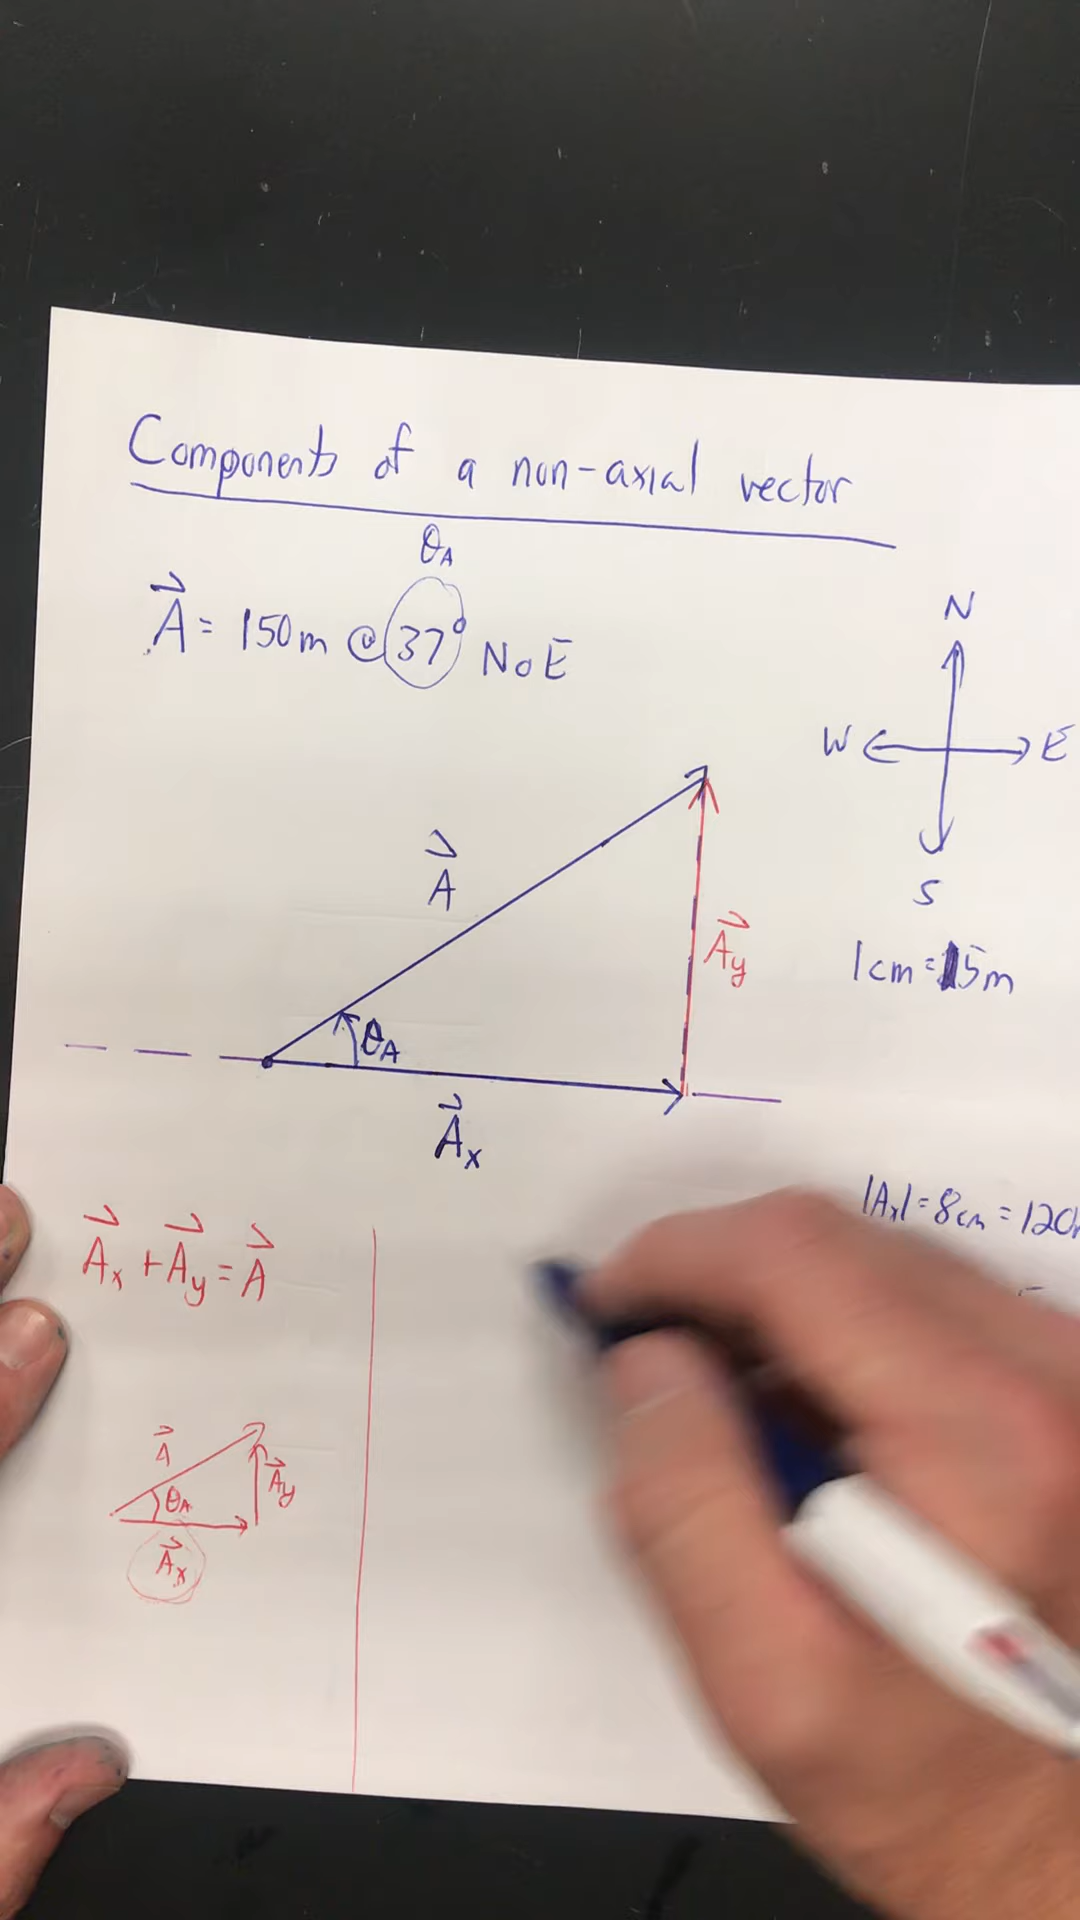 Components of a non-axial vector
θA
A = 150m @ 37° NoE
N
W E
S
A
Ay
1cm = 15m
θA
Ax
|Ax| = 8cm = 120
Ax + Ay = A
A
Ay
θA
Ax